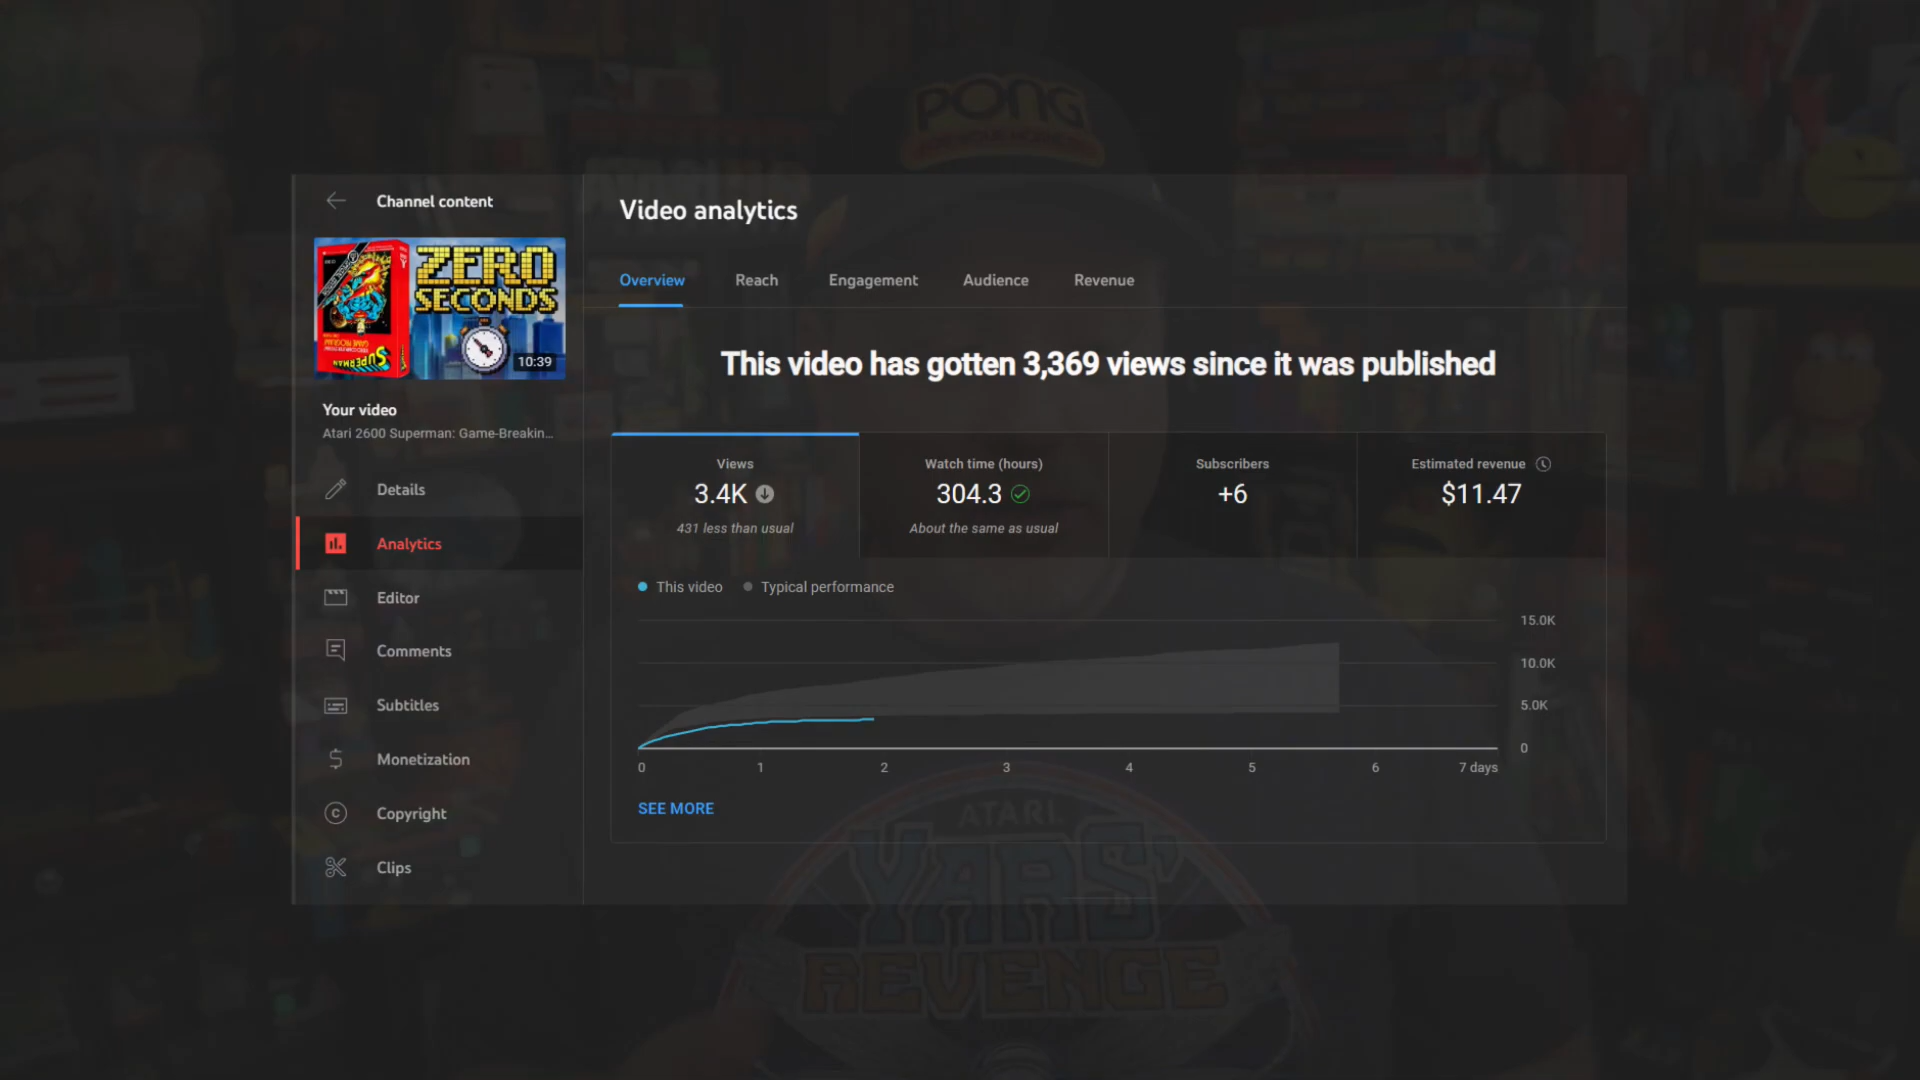 PONG
Channel content
ZERO
SECONDS
SUPERMAN
GAME PROGRAM
10:39
Your video
Atari 2600 Superman: Game-Breakin...
Details
Analytics
Editor
Comments
Subtitles
Monetization
Copyright
Clips
Video analytics
Overview
Reach
Engagement
Audience
Revenue
This video has gotten 3,369 views since it was published
Views
3.4K
431 less than usual
Watch time (hours)
304.3
About the same as usual
Subscribers
+6
Estimated revenue
$11.47
This video
Typical performance
15.0K
10.0K
5.0K
0
0
1
2
3
4
5
6
7 days
SEE MORE
ATARI
YARS'
REVENGE